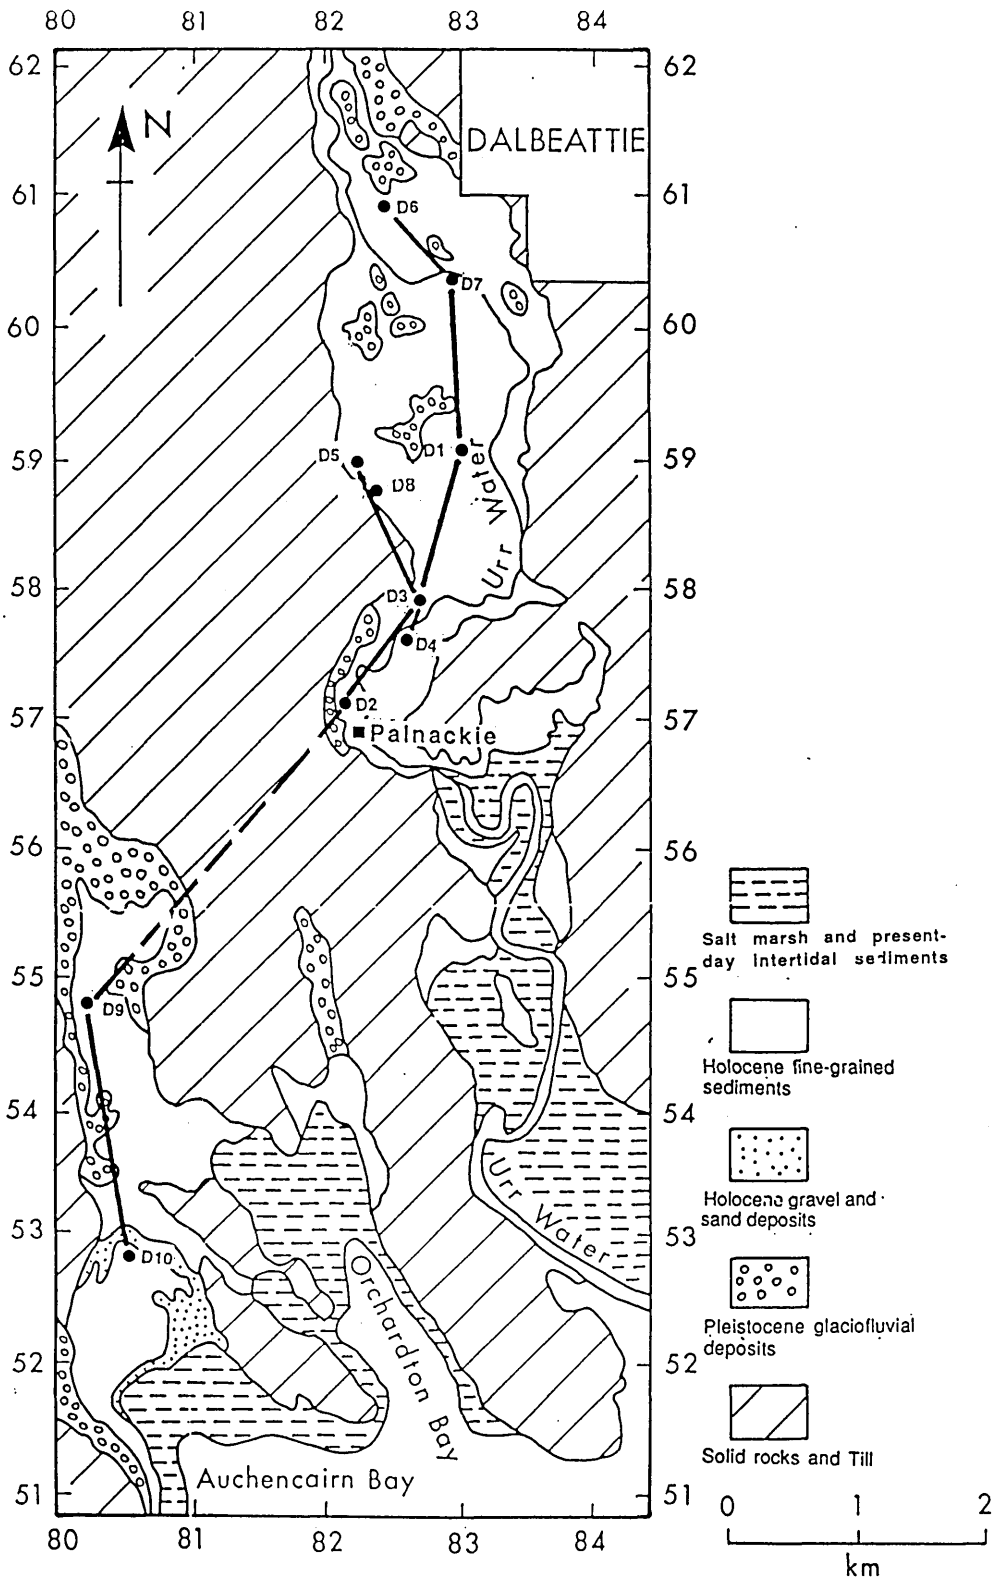 80 81 82 83 84
62 62
N
DALBEATTIE
61 61
D6
D7
60 60
D1
59 D5 59
D8
Urr Water
58 58
D3
D4
57 D2 57
Palnackie
56 56
Salt marsh and present-
day intertidal sediments
55 55
D9
Holocene fine-grained
sediments
54 54
Urr Water
Holocene gravel and
sand deposits
53 53
D10
Orchardton Bay
Pleistocene glaciofluvial
deposits
52 52
Solid rocks and Till
Auchencairn Bay
51 51
80 81 82 83 84
0 1 2
km